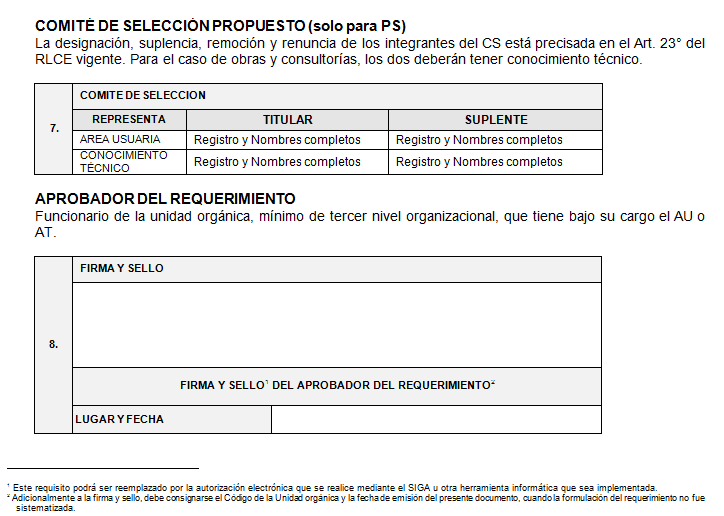 COMITÉ DE SELECCIÓN PROPUESTO (solo para PS)
La designación, suplencia, remoción y renuncia de los integrantes del CS está precisada en el Art. 23° del
RLCE vigente. Para el caso de obras y consultorías, los dos deberán tener conocimiento técnico.
7.
COMITE DE SELECCION
REPRESENTA TITULAR SUPLENTE
AREA USUARIA Registro y Nombres completos Registro y Nombres completos
CONOCIMIENTO
TÉCNICO Registro y Nombres completos Registro y Nombres completos
APROBADOR DEL REQUERIMIENTO
Funcionario de la unidad orgánica, mínimo de tercer nivel organizacional, que tiene bajo su cargo el AU o
AT.
8.
FIRMA Y SELLO
FIRMA Y SELLO¹ DEL APROBADOR DEL REQUERIMIENTO²
LUGAR Y FECHA
¹ Este requisito podrá ser reemplazado por la autorización electrónica que se realice mediante el SIGA u otra herramienta informática que sea implementada.
² Adicionalmente a la firma y sello, debe consignarse el Código de la Unidad orgánica y la fecha de emisión del presente documento, cuando la formulación del requerimiento no fue
sistematizada.